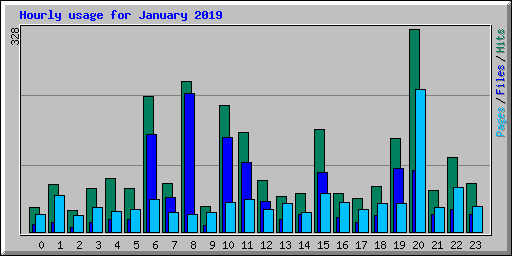 Hourly usage for January 2019
328
Pages / Files / Hits
0 1 2 3 4 5 6 7 8 9 10 11 12 13 14 15 16 17 18 19 20 21 22 23